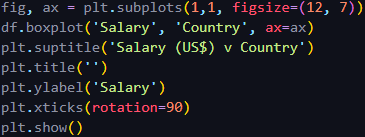 fig, ax = plt.subplots(1,1, figsize=(12, 7))
df.boxplot('Salary', 'Country', ax=ax)
plt.suptitle('Salary (US$) v Country')
plt.title('')
plt.ylabel('Salary')
plt.xticks(rotation=90)
plt.show()